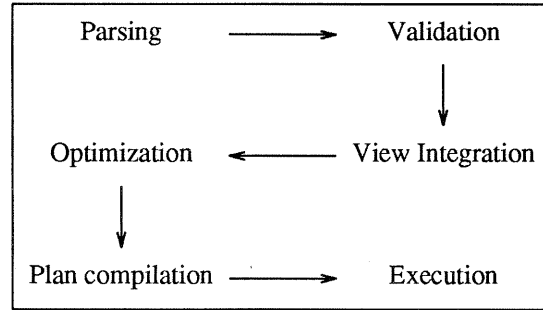 Parsing
Validation
Optimization
View Integration
Plan compilation
Execution